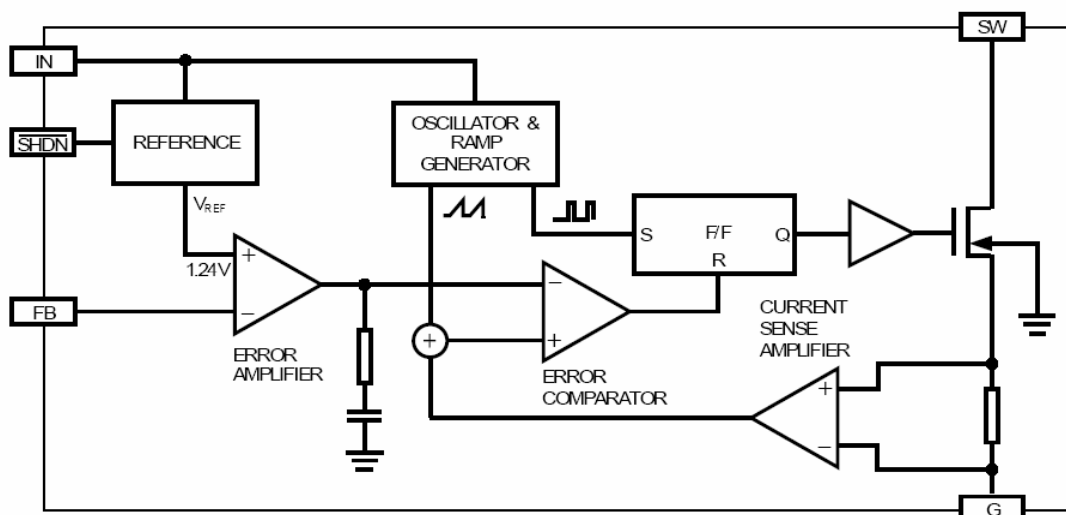 SW
IN
SHDN
REFERENCE
OSCILLATOR &
RAMP
GENERATOR
VREF
S
F/F
Q
R
+
1.24V
−
FB
ERROR
AMPLIFIER
−
+
+
ERROR
COMPARATOR
CURRENT
SENSE
AMPLIFIER
+
−
G